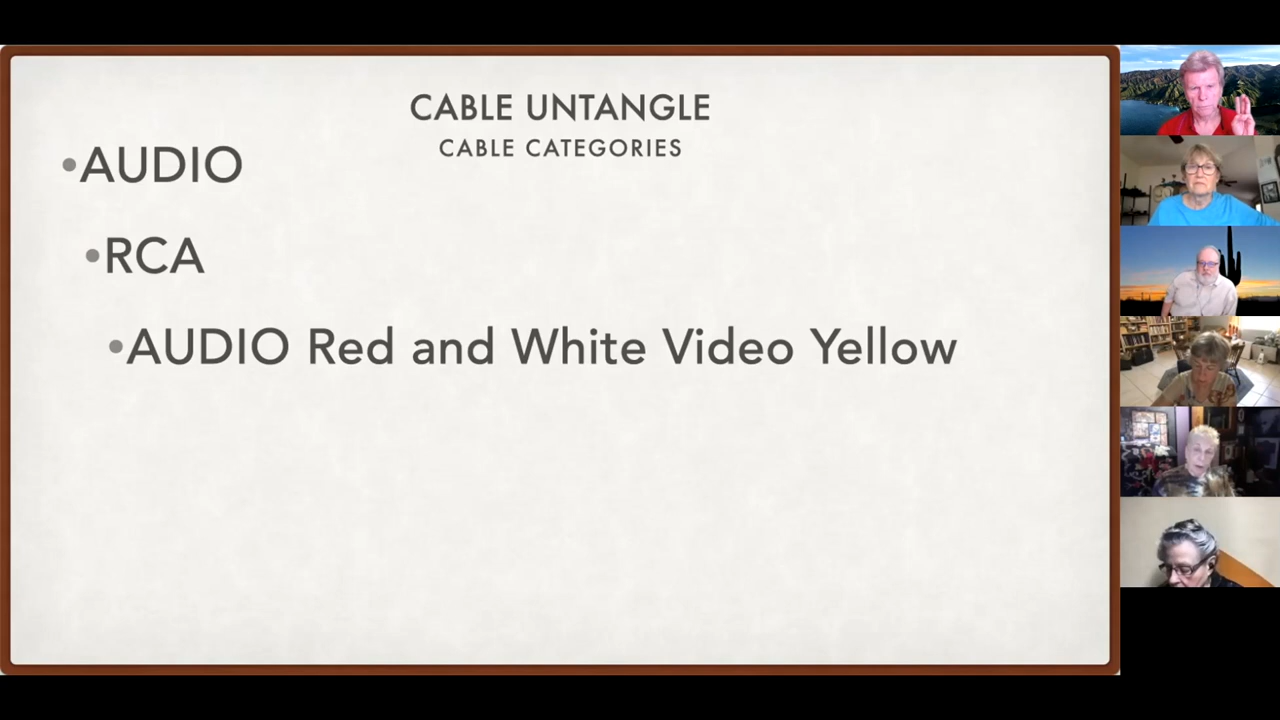 CABLE UNTANGLE
CABLE CATEGORIES
•AUDIO
•RCA
•AUDIO Red and White Video Yellow